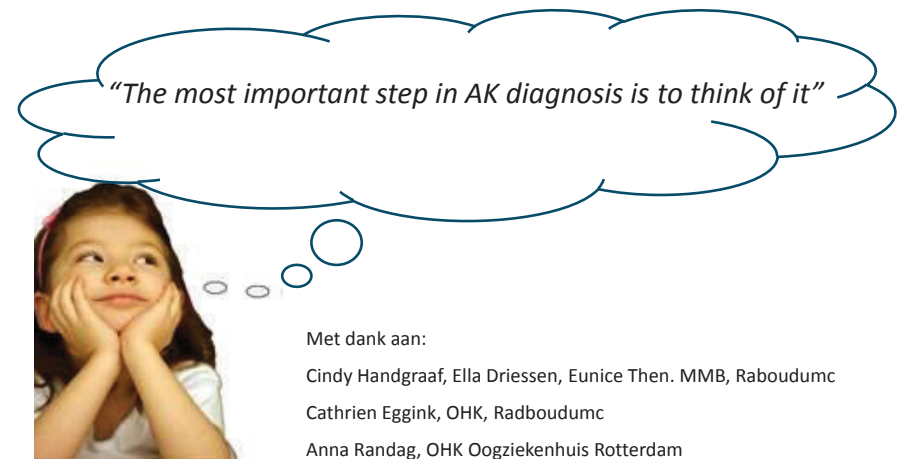 “The most important step in AK diagnosis is to think of it”
Met dank aan:
Cindy Handgraaf, Ella Driessen, Eunice Then. MMB, Raboudumc
Cathrien Eggink, OHK, Radboudumc
Anna Randag, OHK Oogziekenhuis Rotterdam